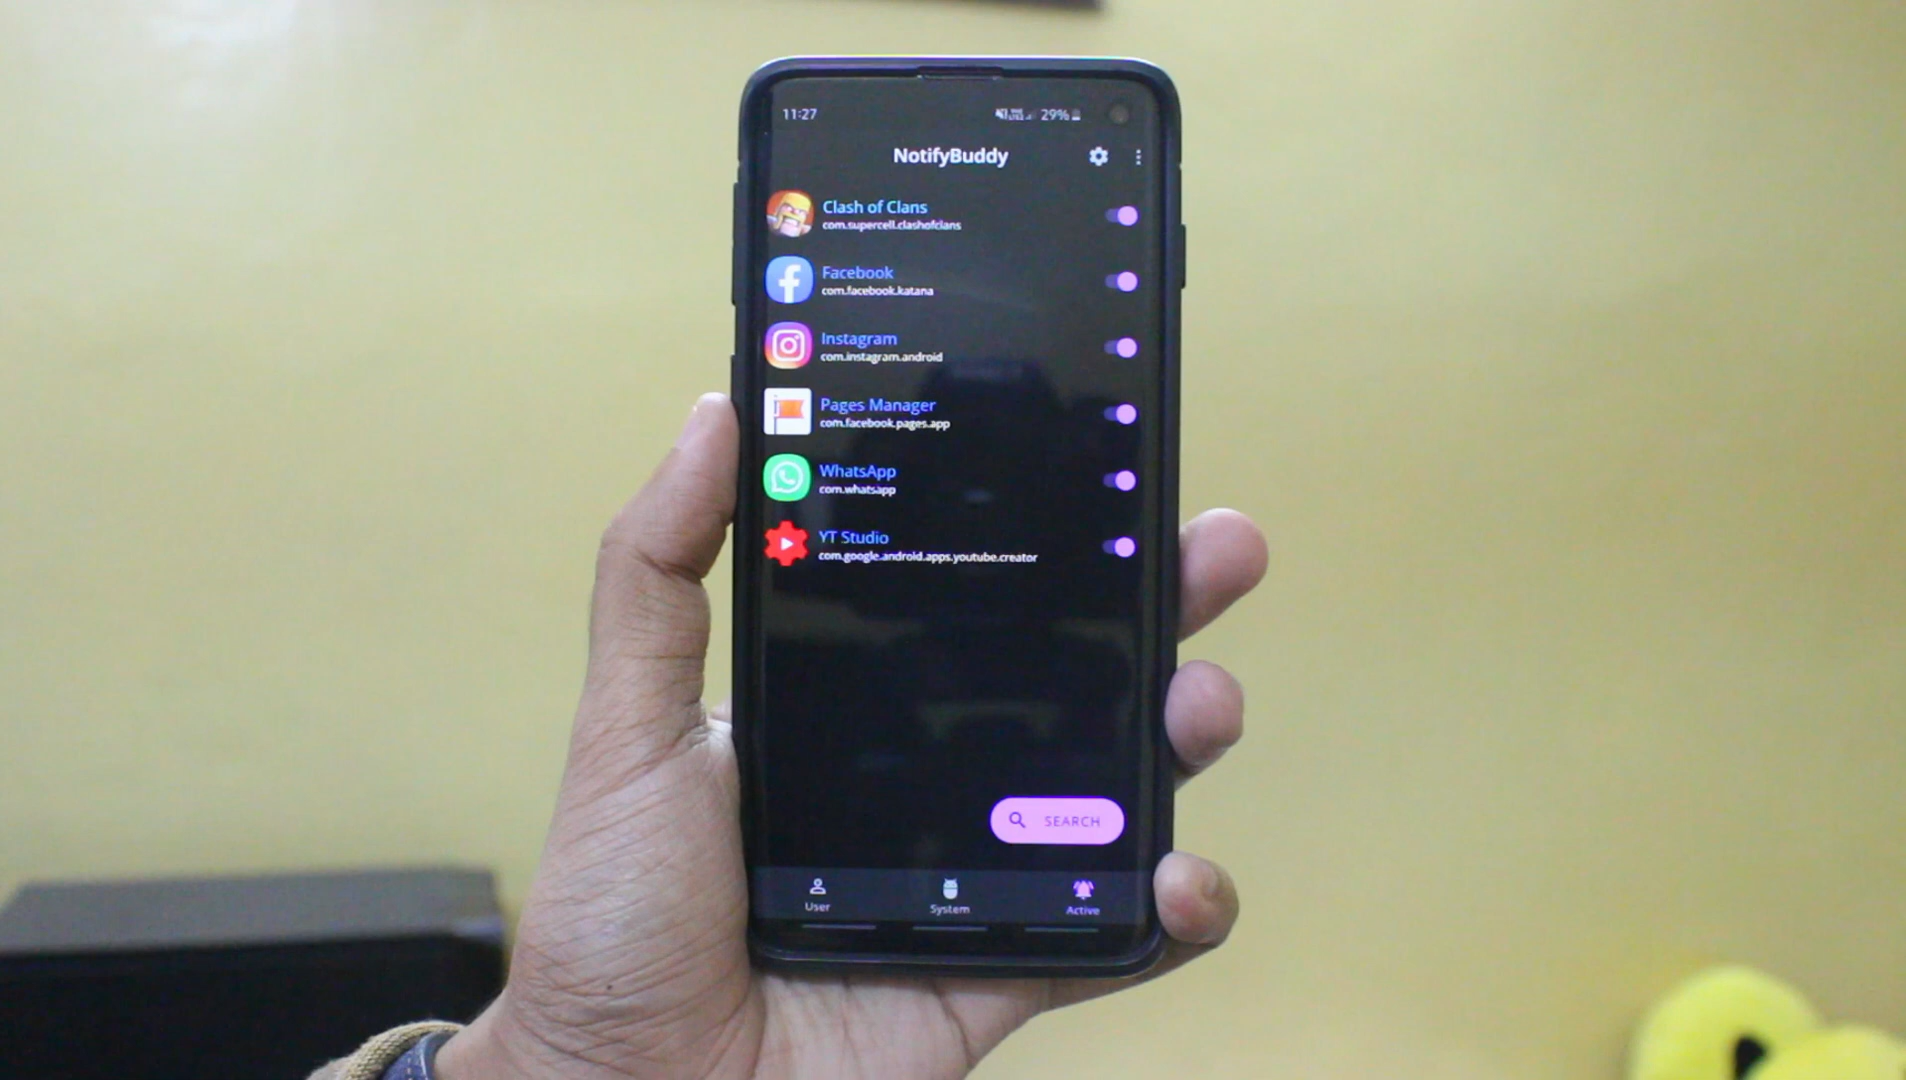 11:27
29%
NotifyBuddy
Clash of Clans
com.supercell.clashofclans
Facebook
com.facebook.katana
Instagram
com.instagram.android
Pages Manager
com.facebook.pages.app
WhatsApp
com.whatsapp
YT Studio
com.google.android.apps.youtube.creator
SEARCH
User
System
Active